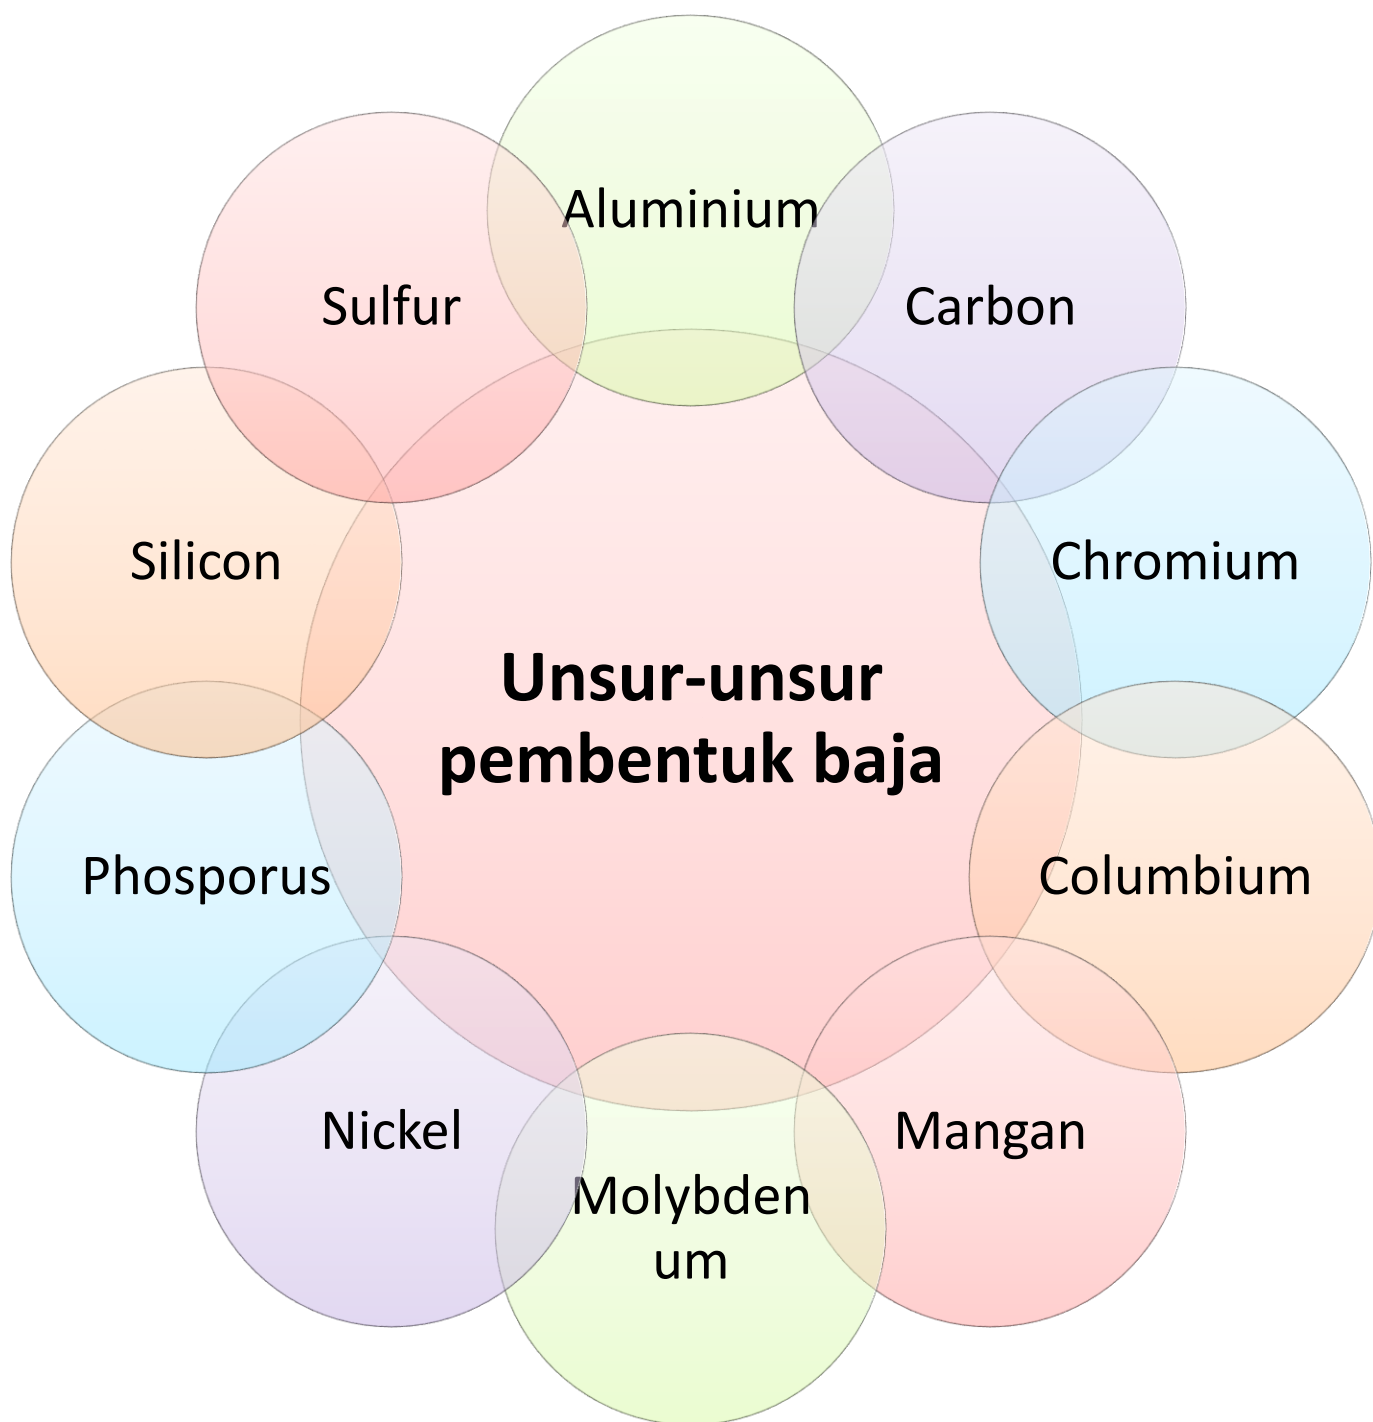 Aluminium
Carbon
Chromium
Columbium
Mangan
Molybden
um
Nickel
Phosporus
Silicon
Sulfur
Unsur-unsur
pembentuk baja